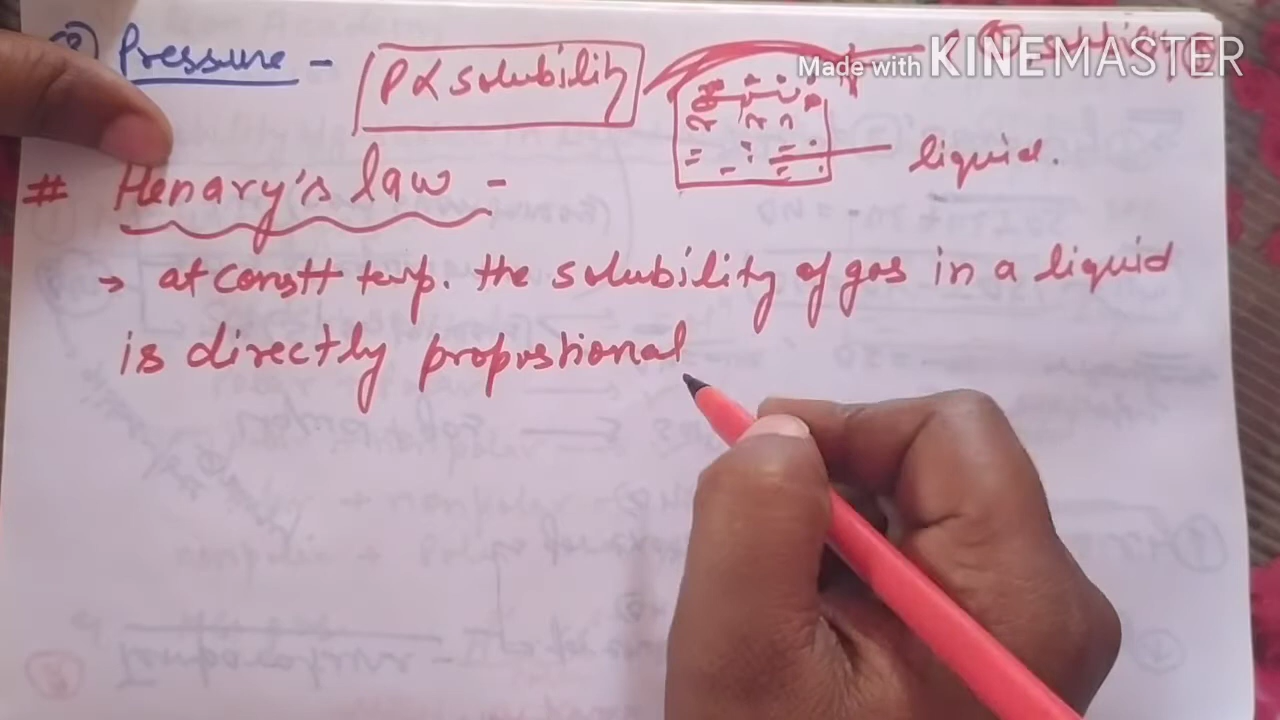 Pressure -
P ∝ solubility
Made with KINEMASTER
liquid.
# Henary's law -
→ at constt temp. the solubility of gas in a liquid
is directly propostional